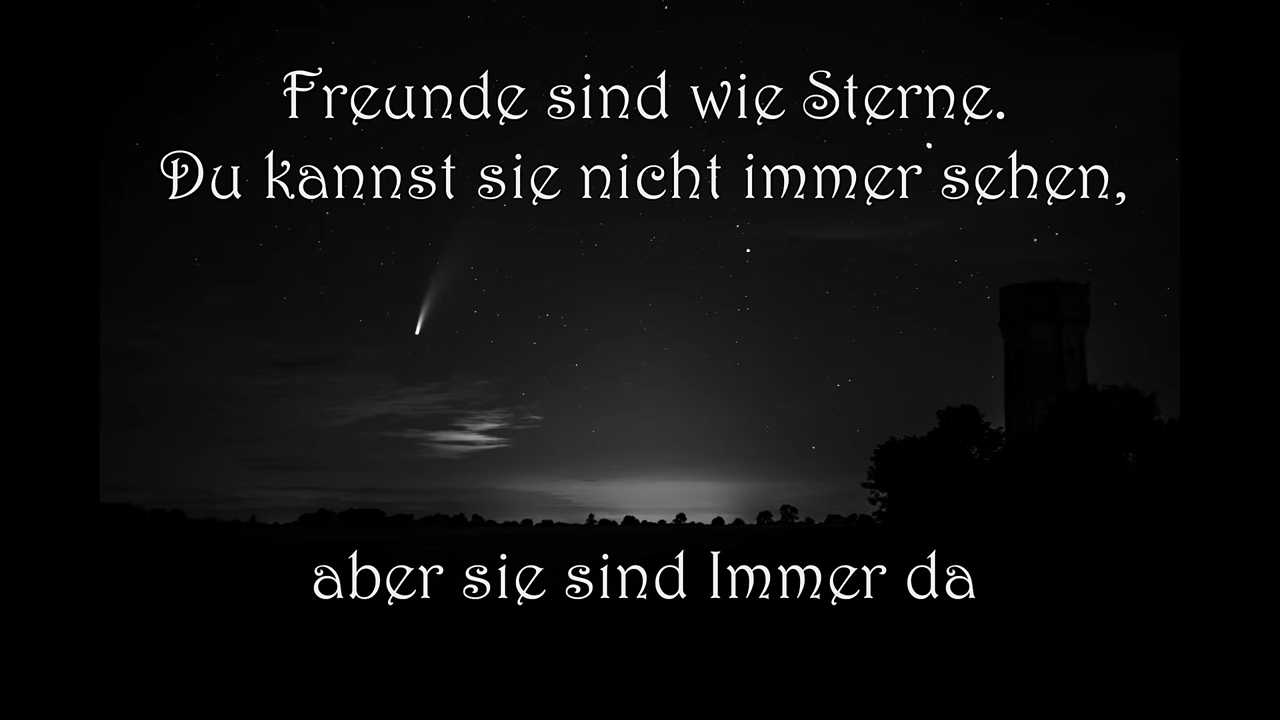 Freunde sind wie Sterne.
Du kannst sie nicht immer sehen,
aber sie sind Immer da